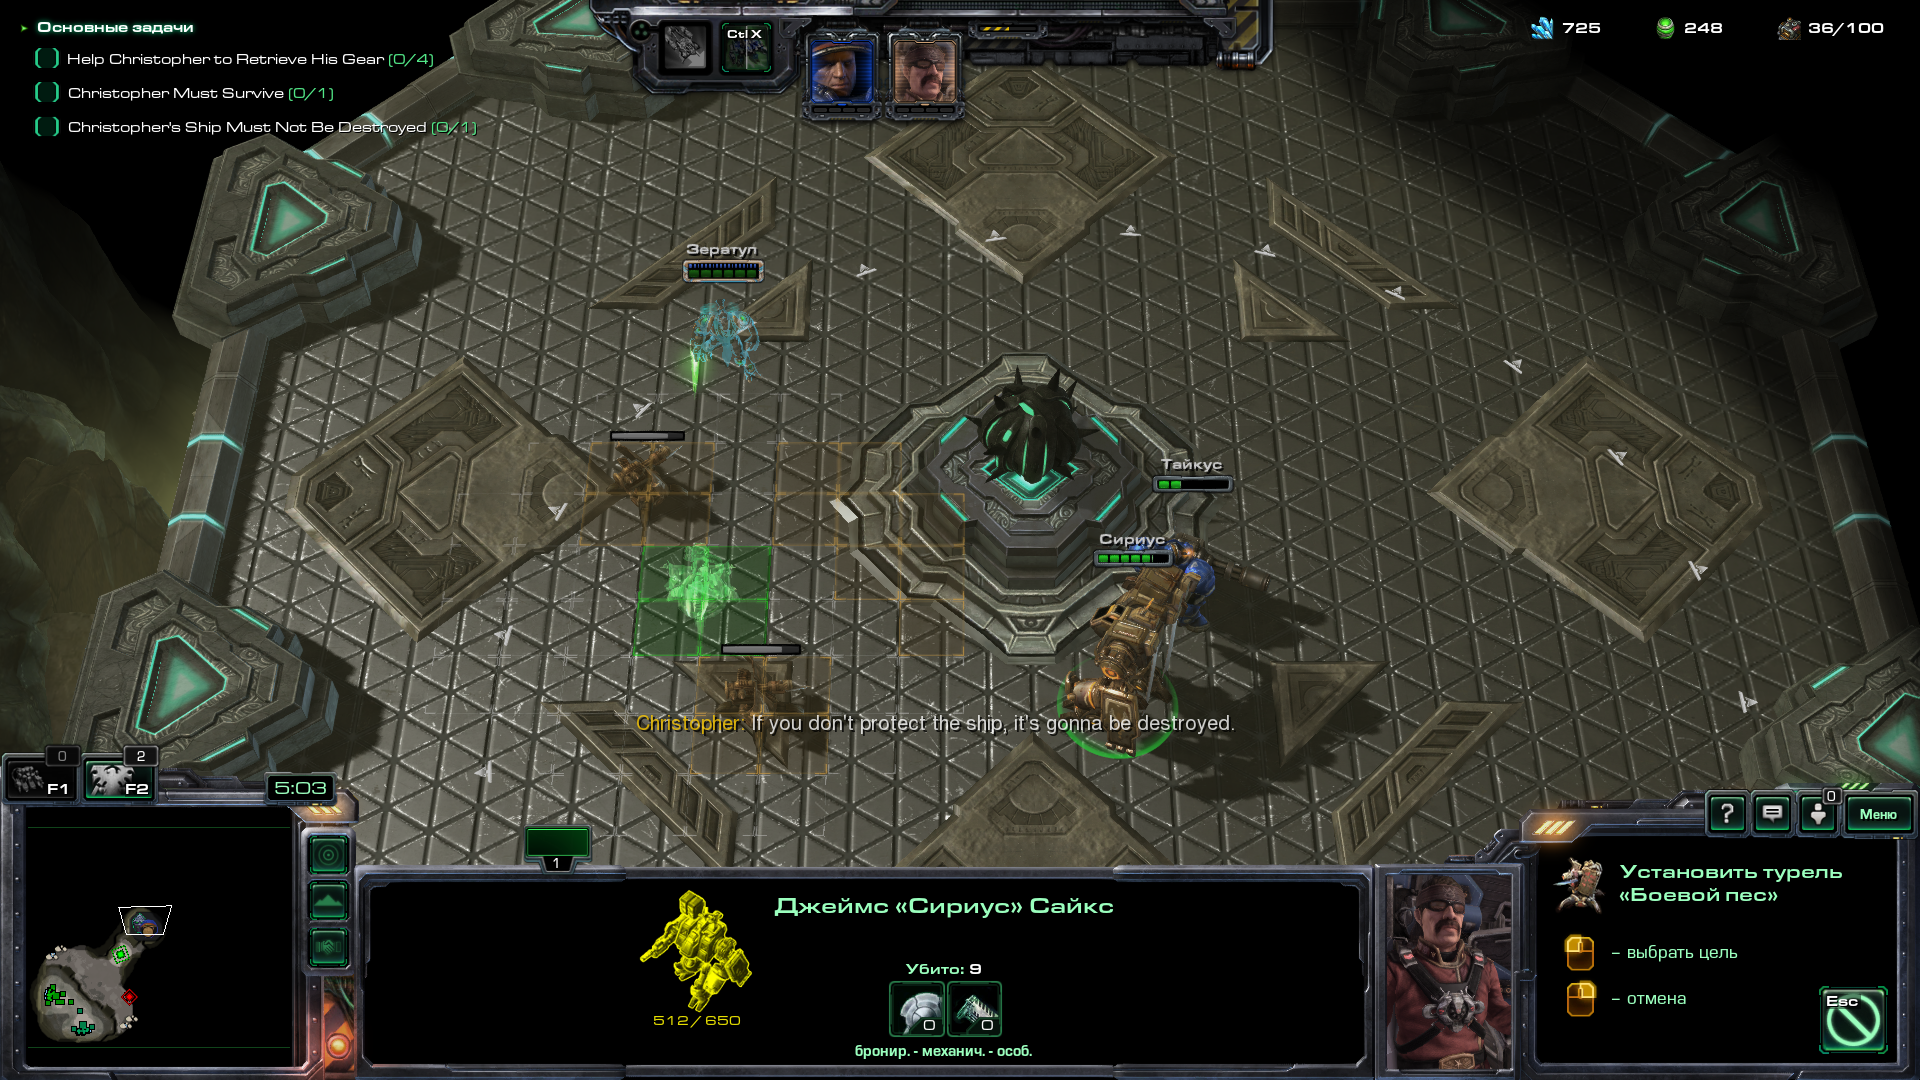 Основные задачи
Help Christopher to Retrieve His Gear (0/4)
Christopher Must Survive (0/1)
Christopher's Ship Must Not Be Destroyed (0/1)
Ctl X
725
248
36/100
Зератул
Тайкус
Сириус
Christopher: If you don't protect the ship, it's gonna be destroyed.
0
F1
2
F2
5:03
1
?
0
Меню
Джеймс «Сириус» Сайкс
Убито: 9
0
0
512/650
бронир. - механич. - особ.
Установить турель
«Боевой пес»
– выбрать цель
– отмена
Esc